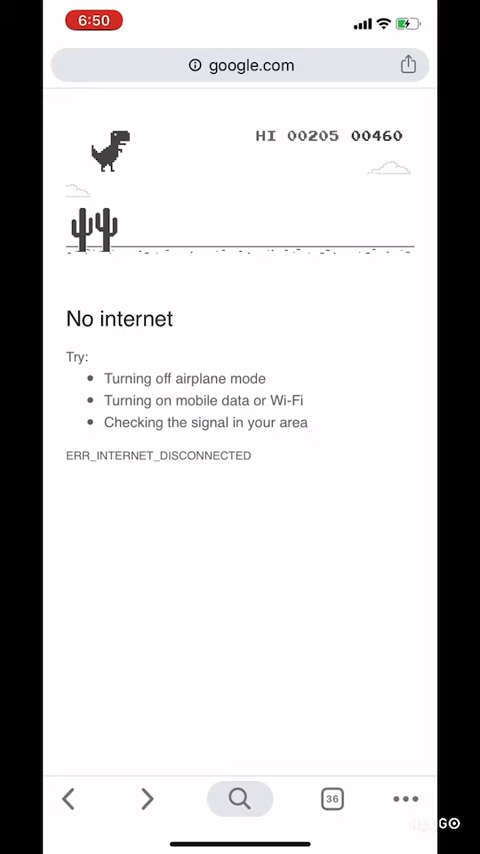 6:50
google.com
HI 00205 00460
No internet
Try:
Turning off airplane mode
Turning on mobile data or Wi-Fi
Checking the signal in your area
ERR_INTERNET_DISCONNECTED
36